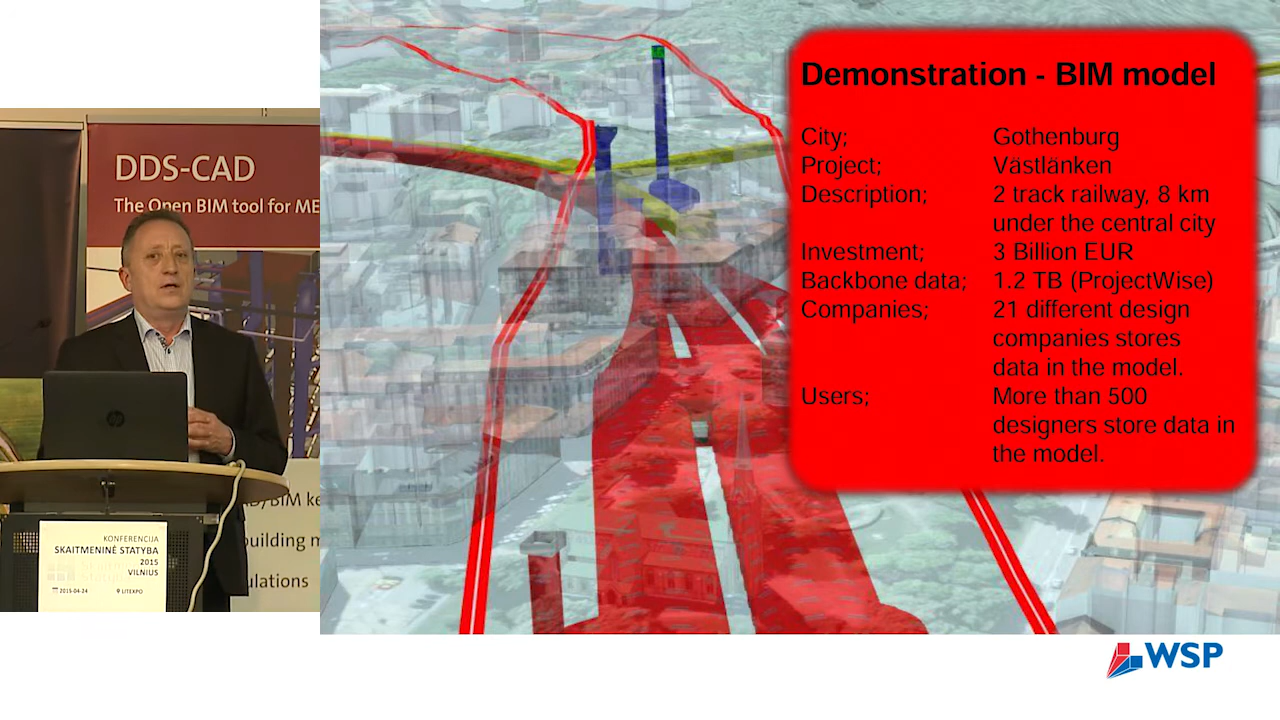 DDS-CAD
The Open BIM tool for ME
BIM ke
building m
ulations
KONFERENCIJA
SKAITMENINĖ STATYBA
2015
VILNIUS
2015-04-24 LITEXPO
Demonstration - BIM model
City; Gothenburg
Project; Västlänken
Description; 2 track railway, 8 km
under the central city
Investment; 3 Billion EUR
Backbone data; 1.2 TB (ProjectWise)
Companies; 21 different design
companies stores
data in the model.
Users; More than 500
designers store data in
the model.
WSP